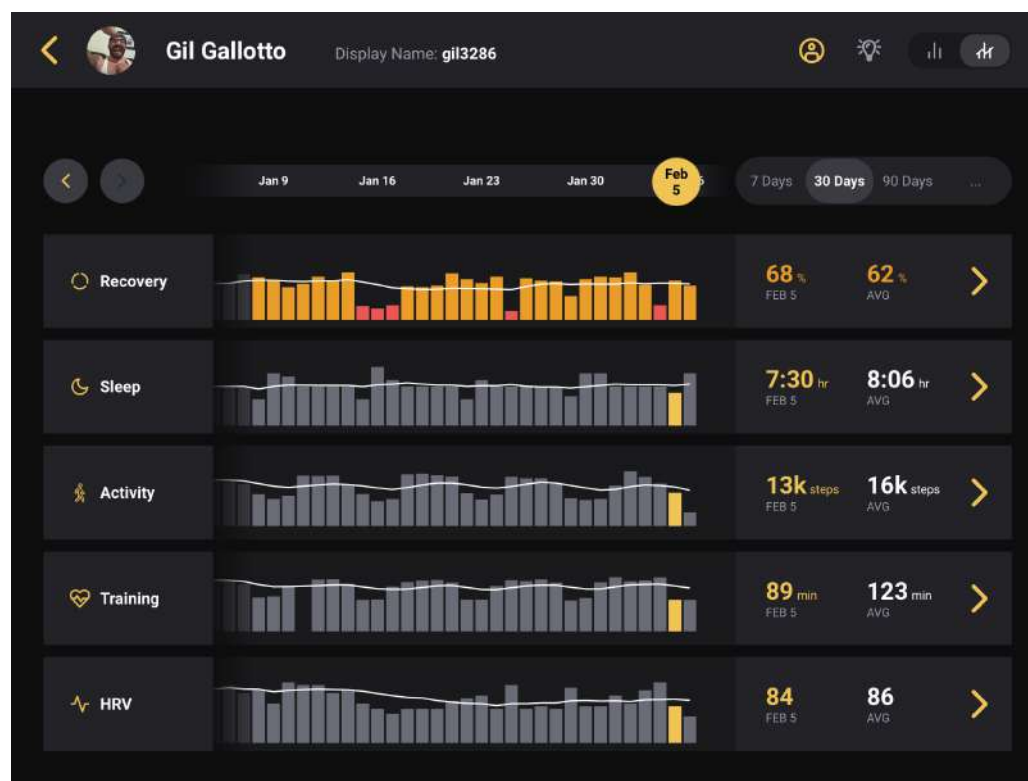 Gil Gallotto
Display Name: gil3286
Jan 9 Jan 16 Jan 23 Jan 30 Feb 5
7 Days 30 Days 90 Days ...
Recovery
68 %
FEB 5
62 %
AVG
Sleep
7:30 hr
FEB 5
8:06 hr
AVG
Activity
13k steps
FEB 5
16k steps
AVG
Training
89 min
FEB 5
123 min
AVG
HRV
84
FEB 5
86
AVG